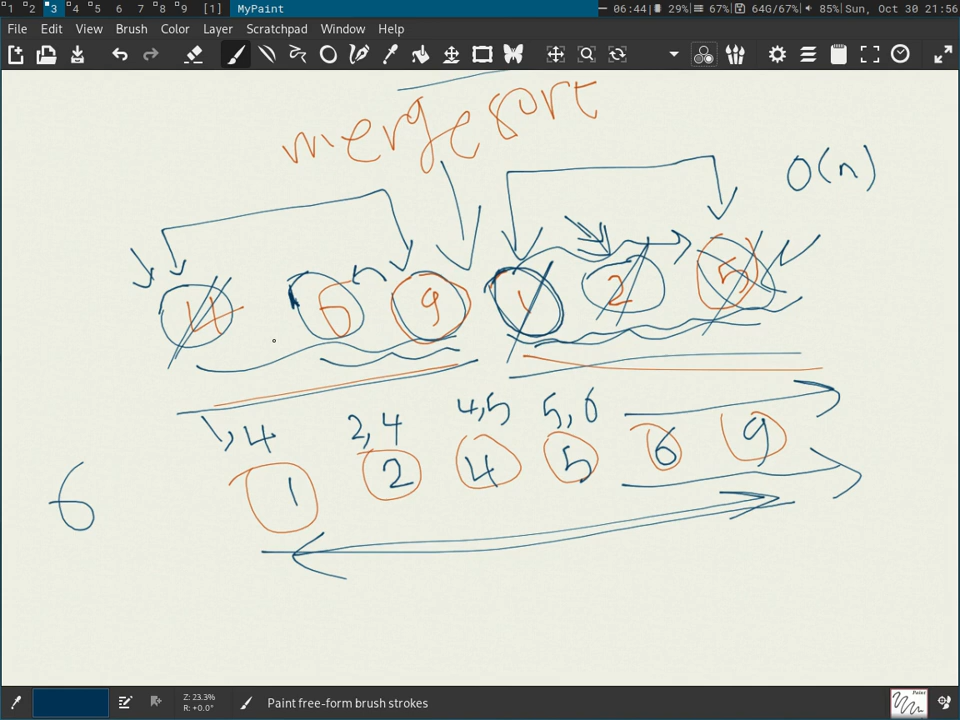 1 2 3 4 5 6 7 8 9 [1] MyPaint 06:44 29% 67% 64G/67% 85% Sun, Oct 30 21:56
File Edit View Brush Color Layer Scratchpad Window Help
mergesort
O(n)
4 6 9 1 2 5
1,4 2,4 4,5 5,6
1 2 4 5 6 9
6
Z: 23.3%
R: +0.0°
Paint free-form brush strokes